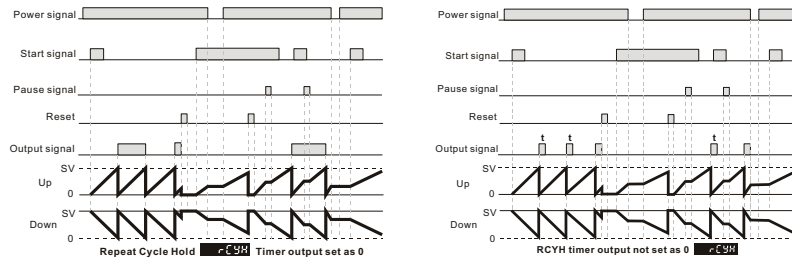 Power signal
Start signal
Pause signal
Reset
Output signal
SV
Up
0
SV
Down
0
Repeat Cycle Hold rCYH Timer output set as 0
Power signal
Start signal
Pause signal
Reset
t t t
Output signal
SV
Up
0
SV
Down
0
RCYH timer output not set as 0 rCYH